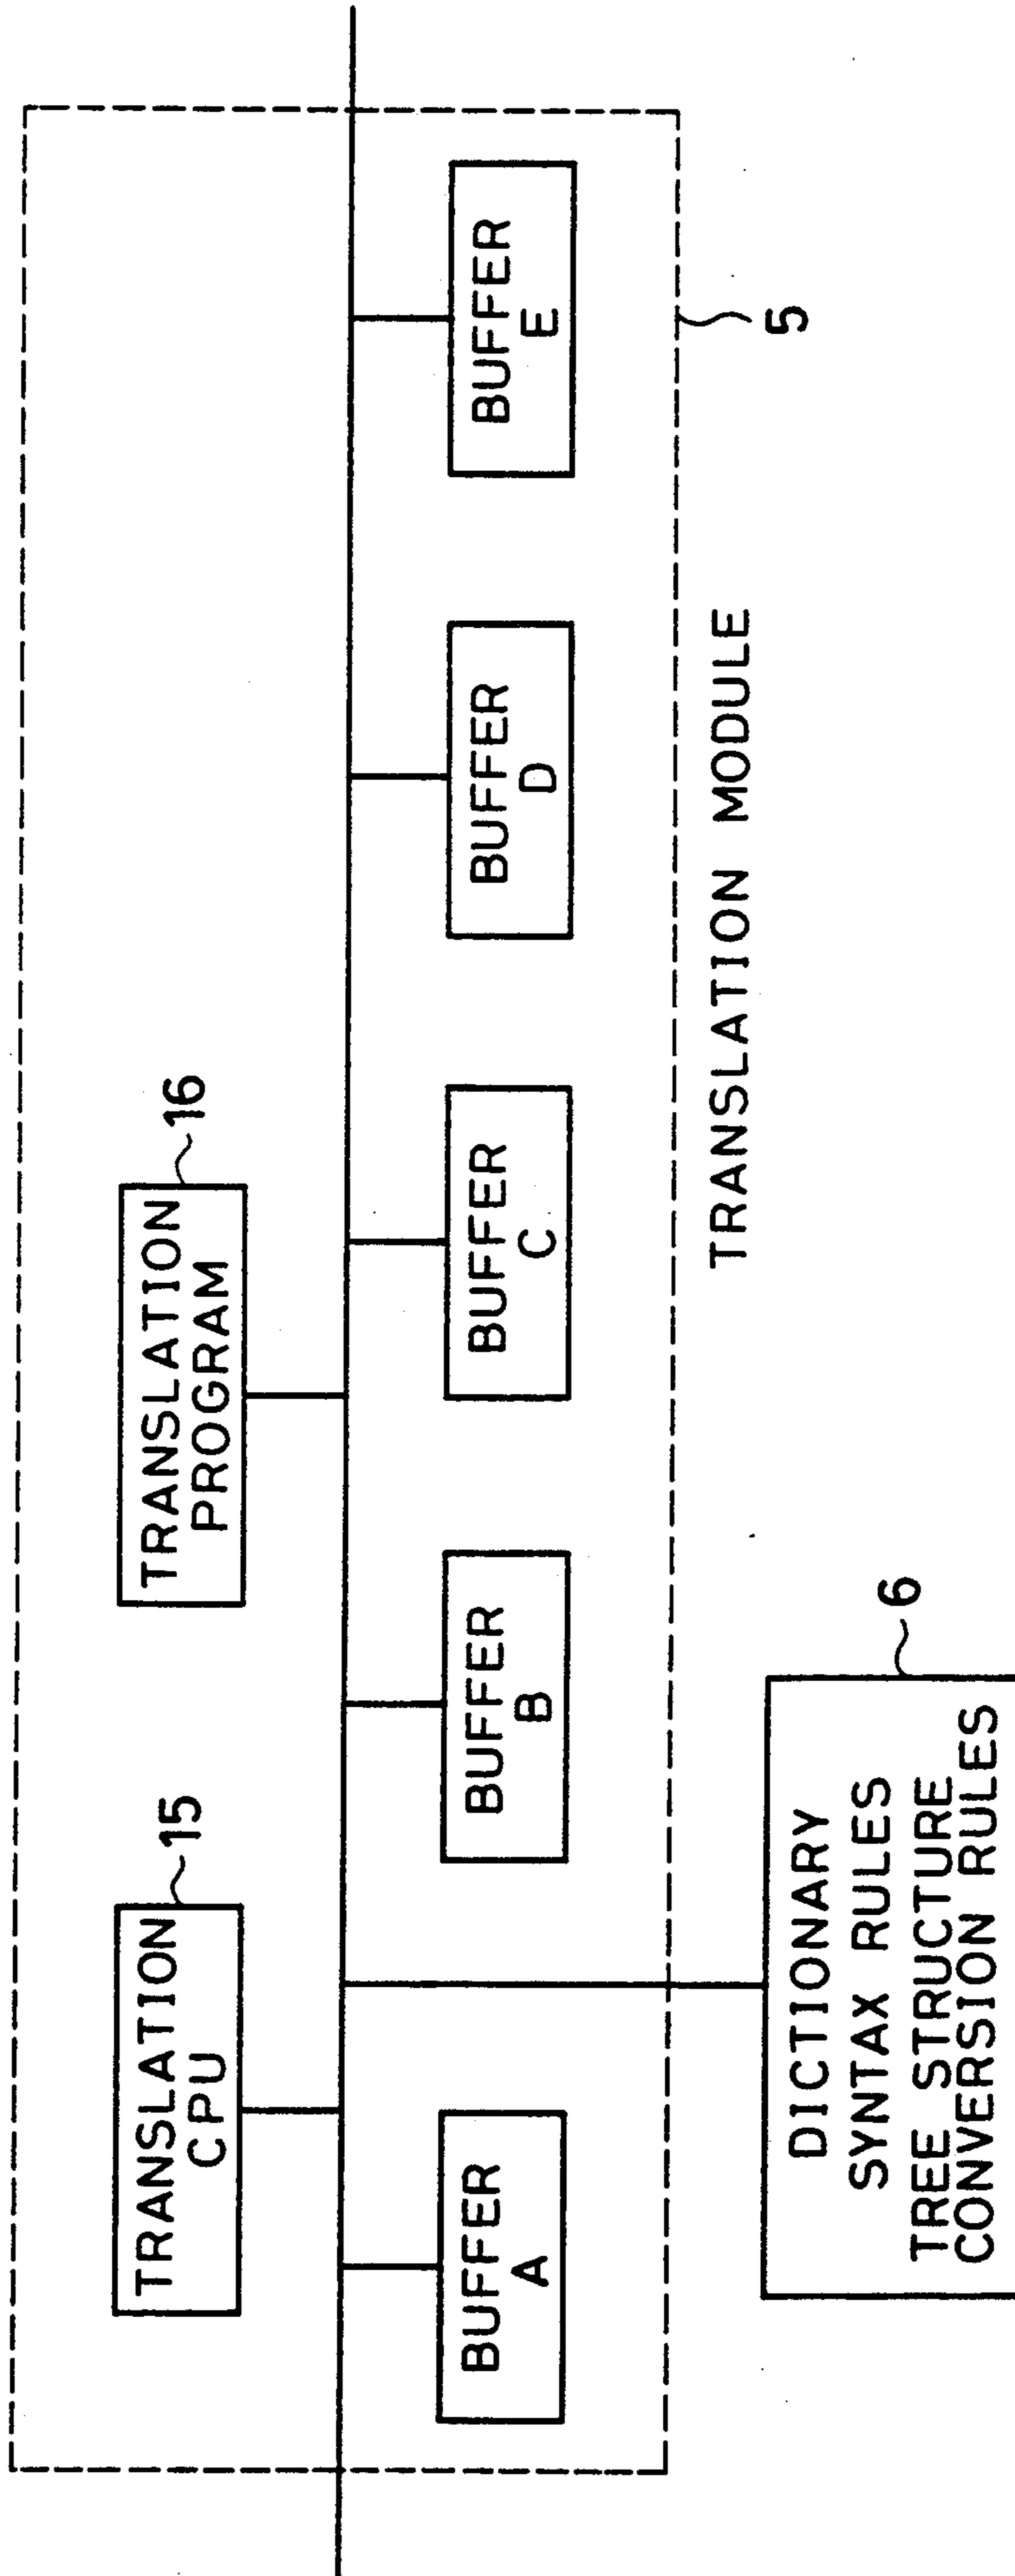 TRANSLATION
CPU
15
TRANSLATION
PROGRAM
16
BUFFER
A
BUFFER
B
BUFFER
C
BUFFER
D
BUFFER
E
5
TRANSLATION MODULE
DICTIONARY
SYNTAX RULES
TREE STRUCTURE
CONVERSION RULES
6